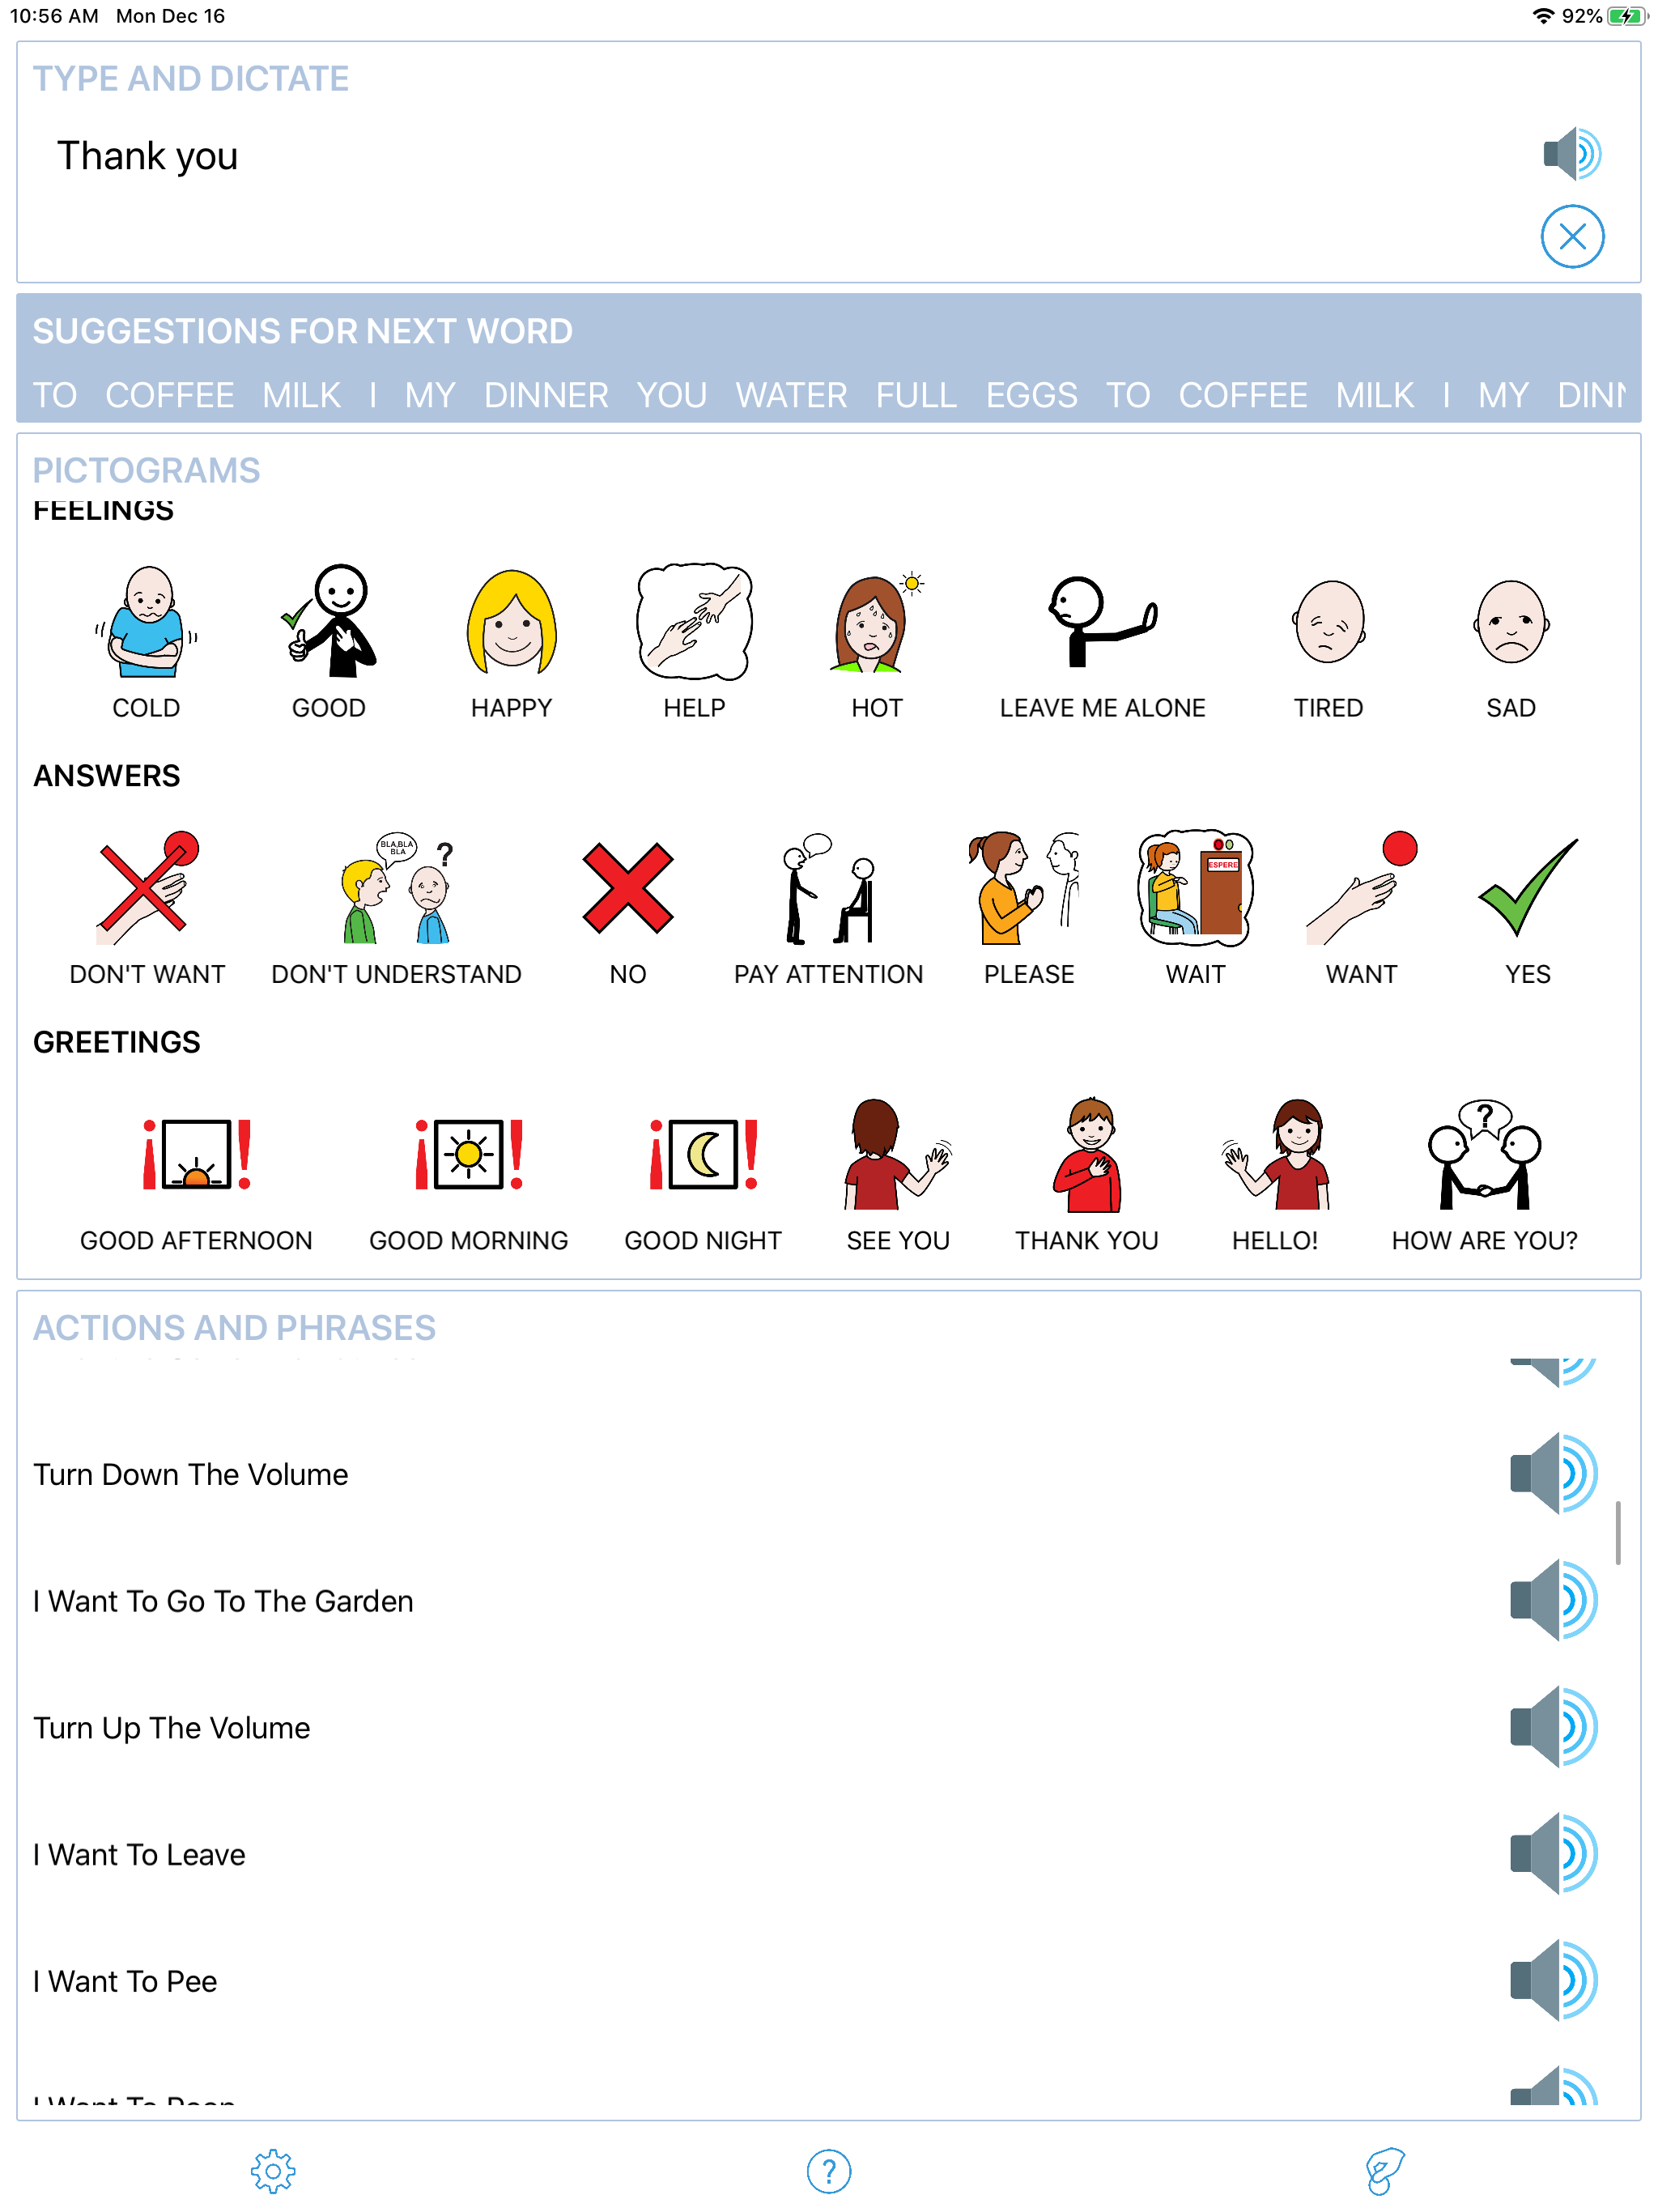 10:56 AM Mon Dec 16
92%
TYPE AND DICTATE
Thank you
SUGGESTIONS FOR NEXT WORD
TO COFFEE MILK I MY DINNER YOU WATER FULL EGGS TO COFFEE MILK I MY
PICTOGRAMS
FEELINGS
COLD GOOD HAPPY HELP HOT LEAVE ME ALONE TIRED SAD
ANSWERS
BLA,BLA
BLA
?
ESPERE
DON'T WANT DON'T UNDERSTAND NO PAY ATTENTION PLEASE WAIT WANT YES
GREETINGS
¡ ! ¡ ! ¡ ! ?
GOOD AFTERNOON GOOD MORNING GOOD NIGHT SEE YOU THANK YOU HELLO! HOW ARE YOU?
ACTIONS AND PHRASES
Turn Down The Volume
I Want To Go To The Garden
Turn Up The Volume
I Want To Leave
I Want To Pee
I Want To
?